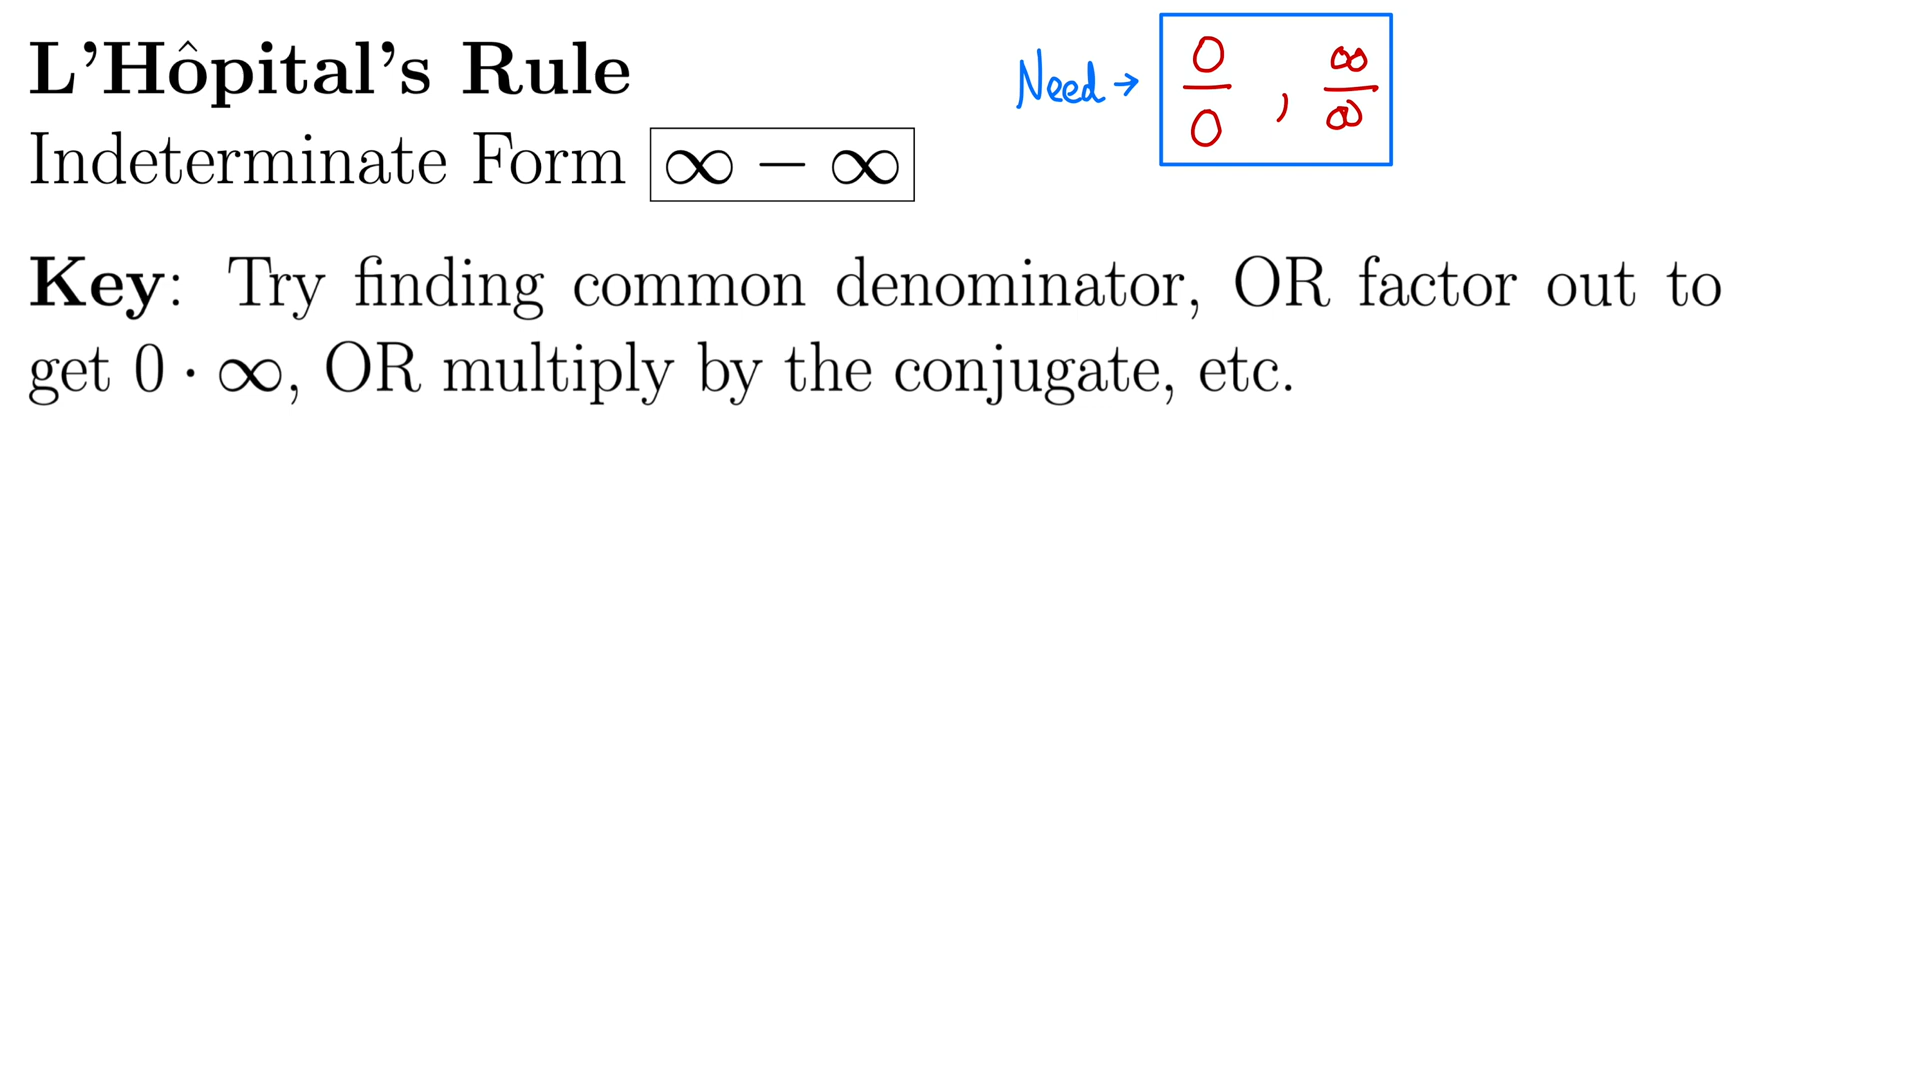 L'Hôpital's Rule
Need → 0/0 , ∞/∞
Indeterminate Form ∞ − ∞
Key: Try finding common denominator, OR factor out to
get 0 · ∞, OR multiply by the conjugate, etc.